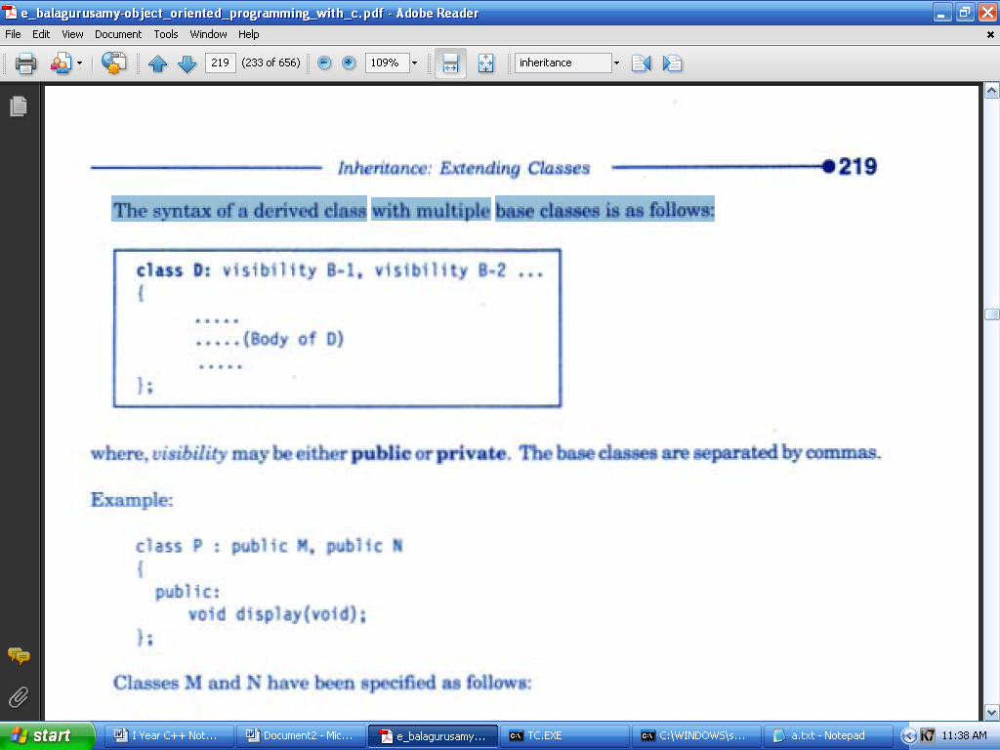 e_balagurusamy-object_oriented_programming_with_c.pdf - Adobe Reader
File Edit View Document Tools Window Help
219 (233 of 656) 109% inheritance
Inheritance: Extending Classes 219
The syntax of a derived class with multiple base classes is as follows:
class D: visibility B-1, visibility B-2 ...
{
.....
.....(Body of D)
.....
};
where, visibility may be either public or private. The base classes are separated by commas.
Example:
class P : public M, public N
{
public:
void display(void);
};
Classes M and N have been specified as follows:
start I Year C++ Not... Document2 - Mic... e_balagurusamy... TC.EXE C:\WINDOWS\s... a.txt - Notepad 11:38 AM